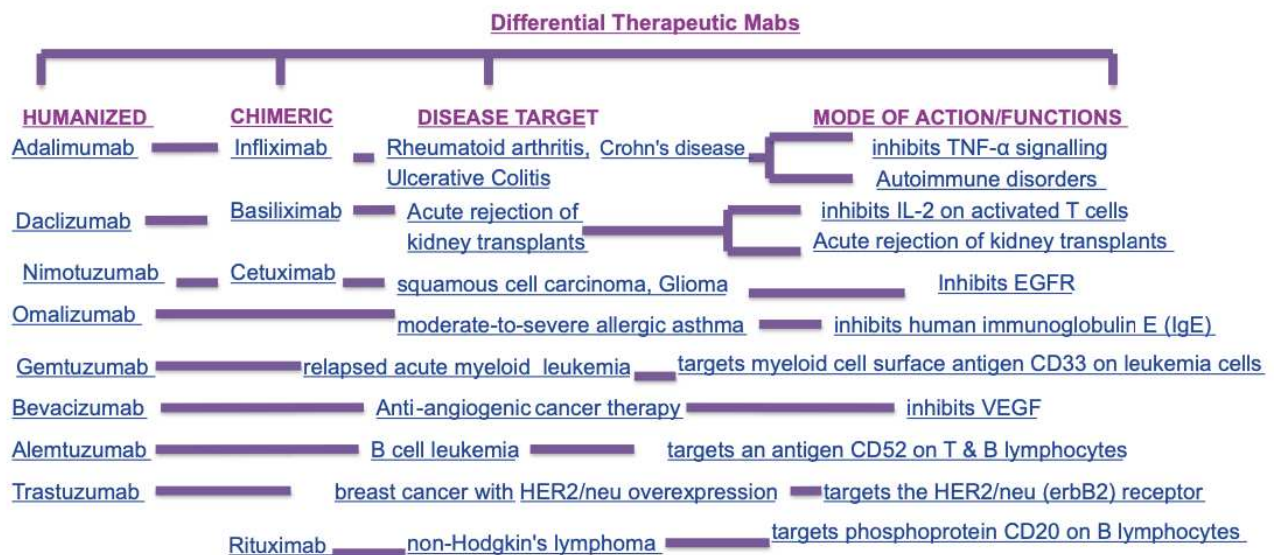 Differential Therapeutic Mabs
HUMANIZED CHIMERIC DISEASE TARGET MODE OF ACTION/FUNCTIONS
Adalimumab Infliximab Rheumatoid arthritis, Crohn's disease inhibits TNF-α signalling
Ulcerative Colitis Autoimmune disorders
Daclizumab Basiliximab Acute rejection of inhibits IL-2 on activated T cells
kidney transplants Acute rejection of kidney transplants
Nimotuzumab Cetuximab squamous cell carcinoma, Glioma Inhibits EGFR
Omalizumab moderate-to-severe allergic asthma inhibits human immunoglobulin E (IgE)
Gemtuzumab relapsed acute myeloid leukemia targets myeloid cell surface antigen CD33 on leukemia cells
Bevacizumab Anti-angiogenic cancer therapy inhibits VEGF
Alemtuzumab B cell leukemia targets an antigen CD52 on T & B lymphocytes
Trastuzumab breast cancer with HER2/neu overexpression targets the HER2/neu (erbB2) receptor
Rituximab non-Hodgkin's lymphoma targets phosphoprotein CD20 on B lymphocytes